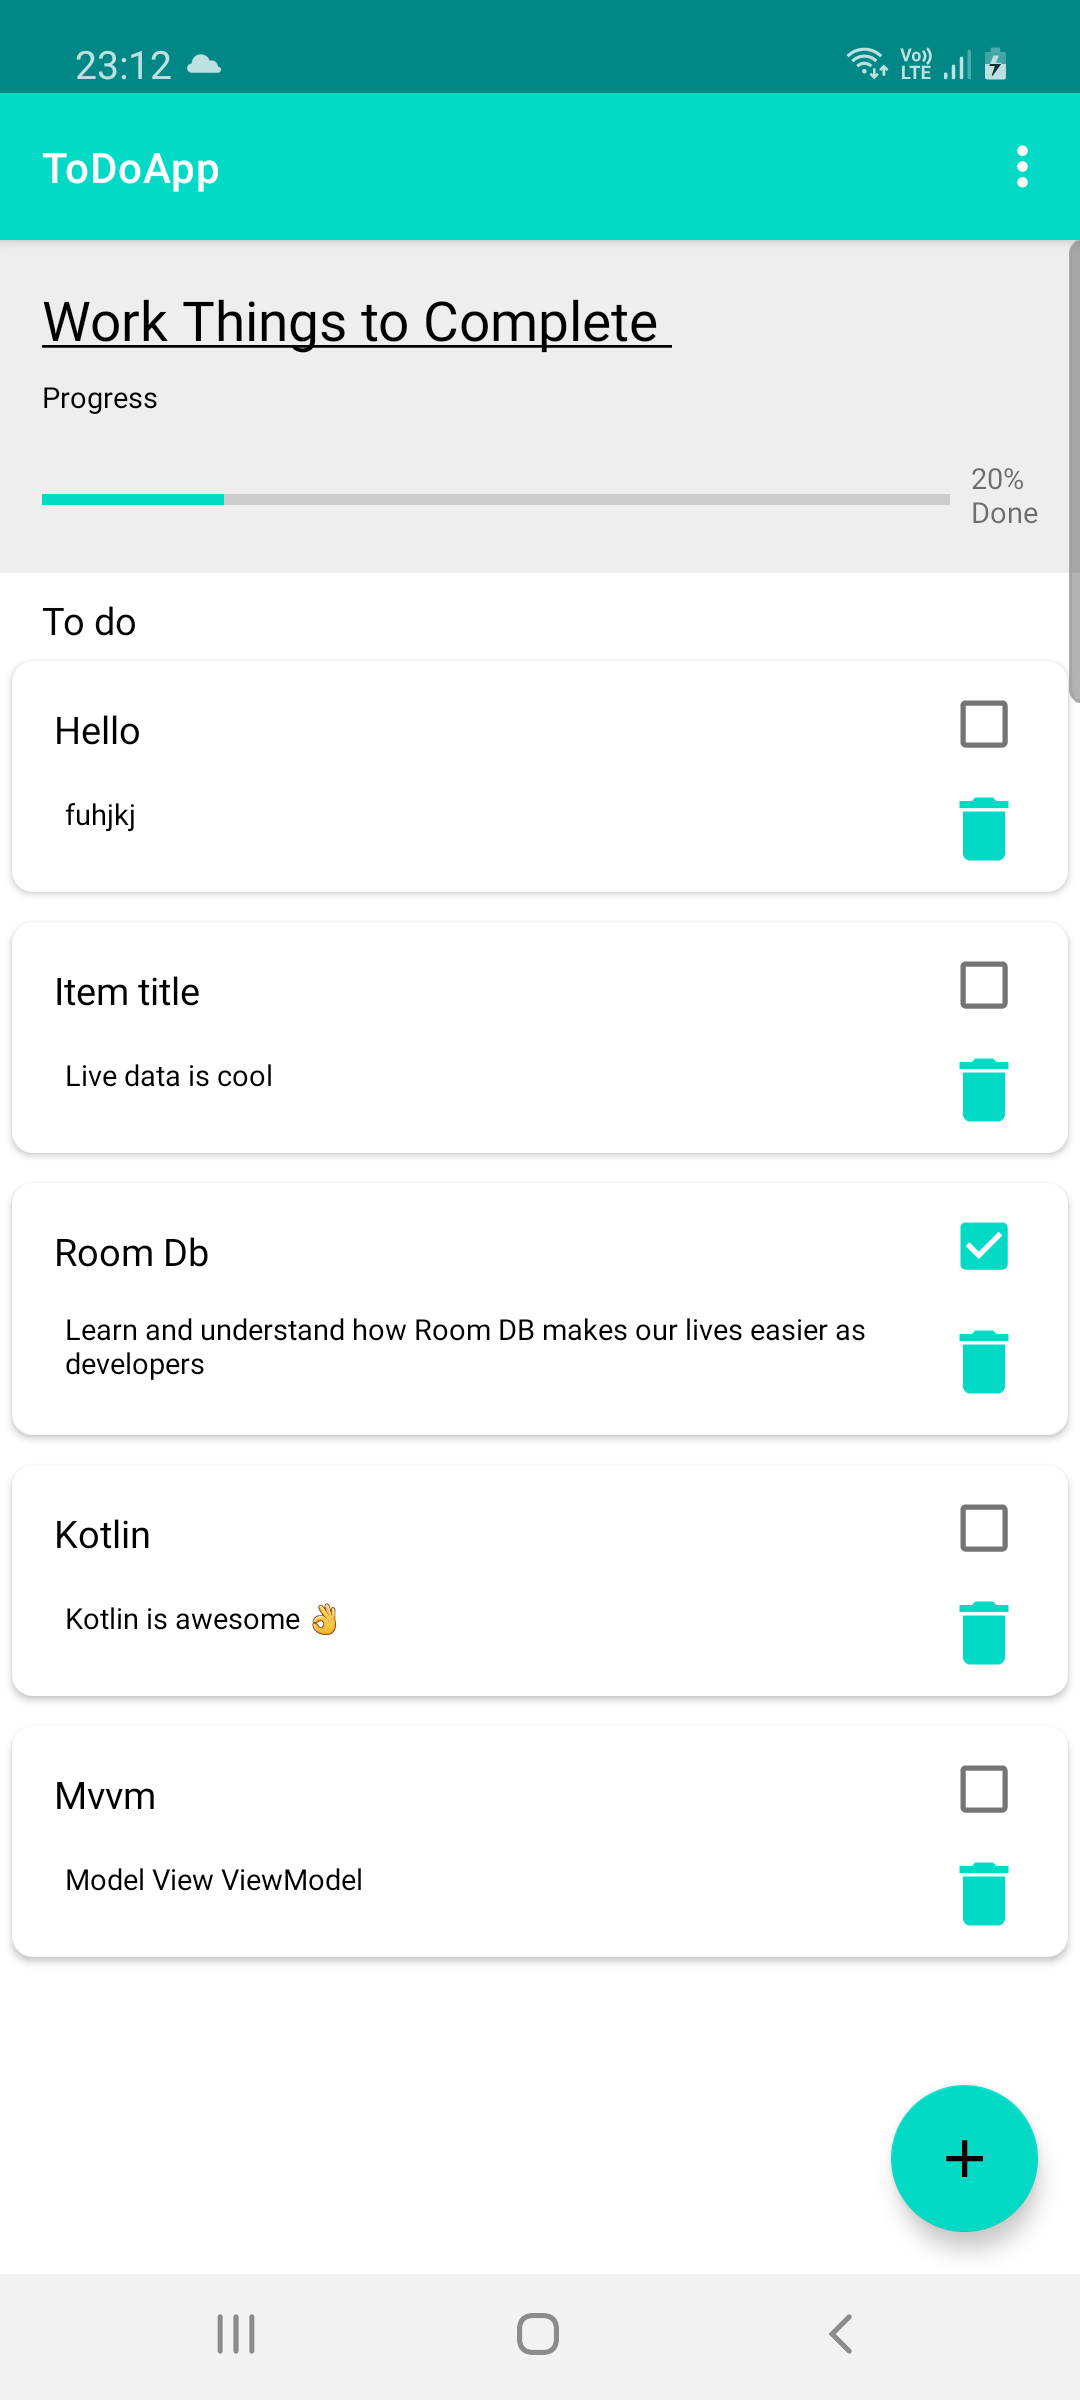 23:12
Vo)) LTE
ToDoApp
Work Things to Complete
Progress
20%
Done
To do
Hello
fuhjkj
Item title
Live data is cool
Room Db
Learn and understand how Room DB makes our lives easier as
developers
Kotlin
Kotlin is awesome 👌
Mvvm
Model View ViewModel